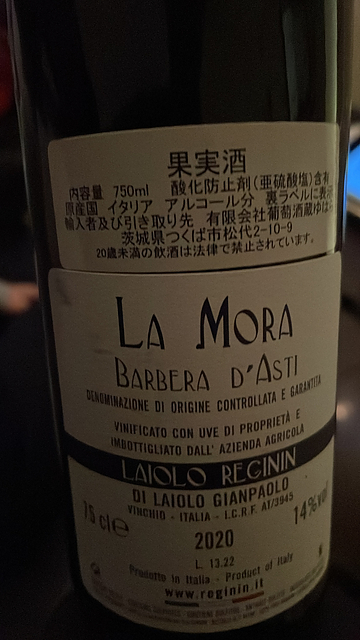 果実酒
内容量 750ml 酸化防止剤(亜硫酸塩)含有
原産国 イタリア アルコール分 裏ラベルに表示
輸入者及び引き取り先 有限会社葡萄酒蔵ゆはら
茨城県つくば市松代2-10-9
20歳未満の飲酒は法律で禁止されています。
LA MORA
BARBERA D'ASTI
DENOMINAZIONE DI ORIGINE CONTROLLATA E GARANTITA
VINIFICATO CON UVE DI PROPRIETÀ E
IMBOTTIGLIATO DALL' AZIENDA AGRICOLA
LAIOLO REGININ
DI LAIOLO GIANPAOLO
VINCHIO - ITALIA - I.C.R.F. AT/3945
75 cl e
14% vol
2020
L. 13.22
Prodotto in Italia - Product of Italy
www.reginin.it